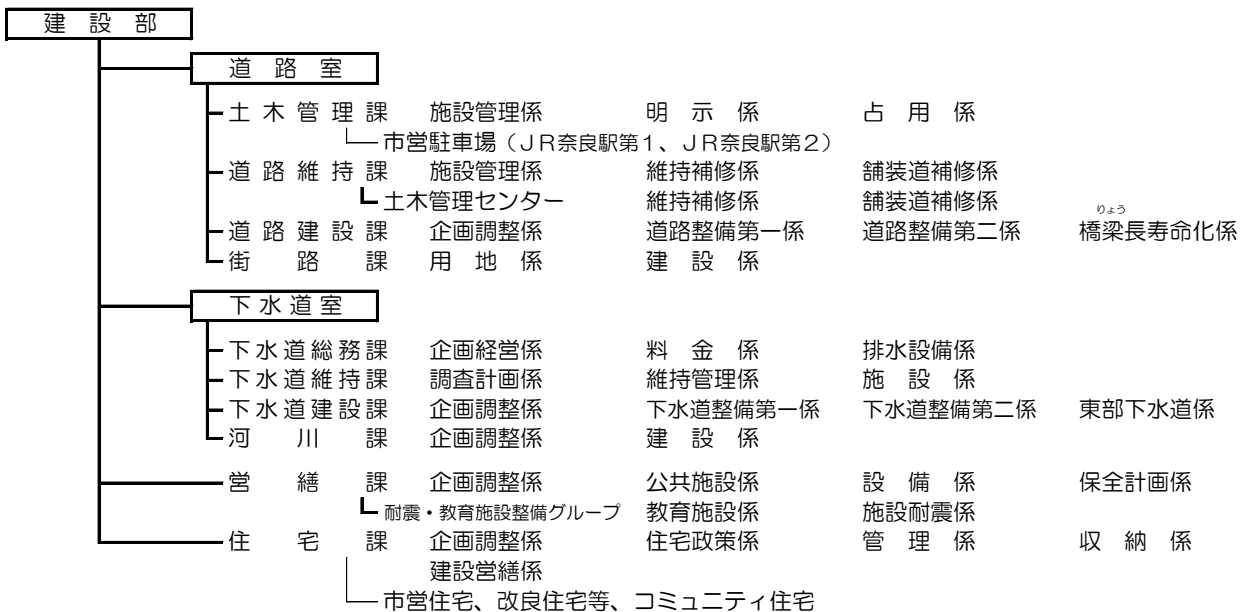 建 設 部
道 路 室
土 木 管 理 課 施設管理係 明 示 係 占 用 係
市営駐車場（ＪＲ奈良駅第１、ＪＲ奈良駅第２）
道 路 維 持 課 施設管理係 維持補修係 舗装道補修係
土木管理センター 維持補修係 舗装道補修係
りょう
道 路 建 設 課 企画調整係 道路整備第一係 道路整備第二係 橋梁長寿命化係
街 路 課 用 地 係 建 設 係
下 水 道 室
下 水 道 総 務 課 企画経営係 料 金 係 排水設備係
下 水 道 維 持 課 調査計画係 維持管理係 施 設 係
下 水 道 建 設 課 企画調整係 下水道整備第一係 下水道整備第二係 東部下水道係
河 川 課 企画調整係 建 設 係
営 繕 課 企画調整係 公共施設係 設 備 係 保全計画係
耐震・教育施設整備グループ 教育施設係 施設耐震係
住 宅 課 企画調整係 住宅政策係 管 理 係 収 納 係
建設営繕係
市営住宅、改良住宅等、コミュニティ住宅